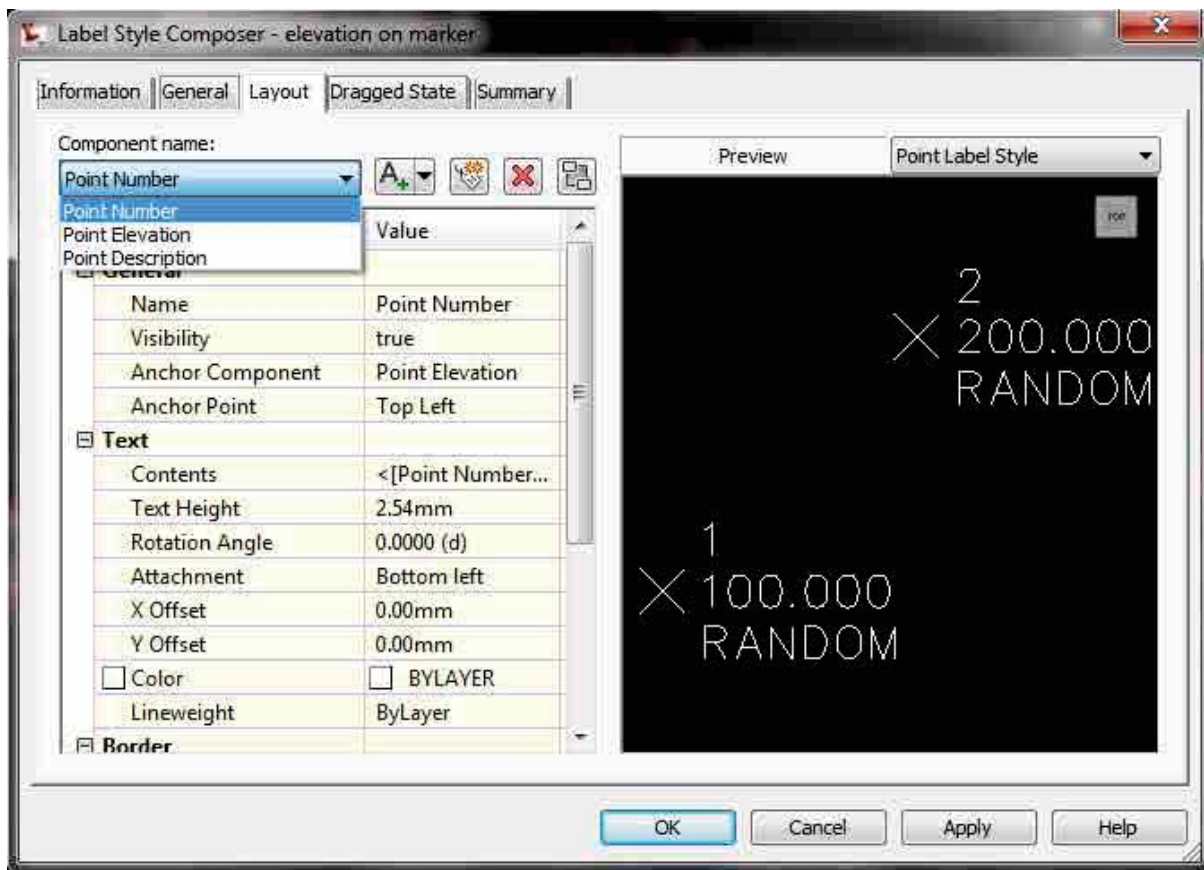 Label Style Composer - elevation on marker
Information General Layout Dragged State Summary
Component name:
Point Number
Point Number
Point Elevation
Point Description
Value
General
Name Point Number
Visibility true
Anchor Component Point Elevation
Anchor Point Top Left
Text
Contents <[Point Number...
Text Height 2.54mm
Rotation Angle 0.0000 (d)
Attachment Bottom left
X Offset 0.00mm
Y Offset 0.00mm
Color BYLAYER
Lineweight ByLayer
Border
Preview Point Label Style
TOP
2
200.000
RANDOM
1
100.000
RANDOM
OK Cancel Apply Help